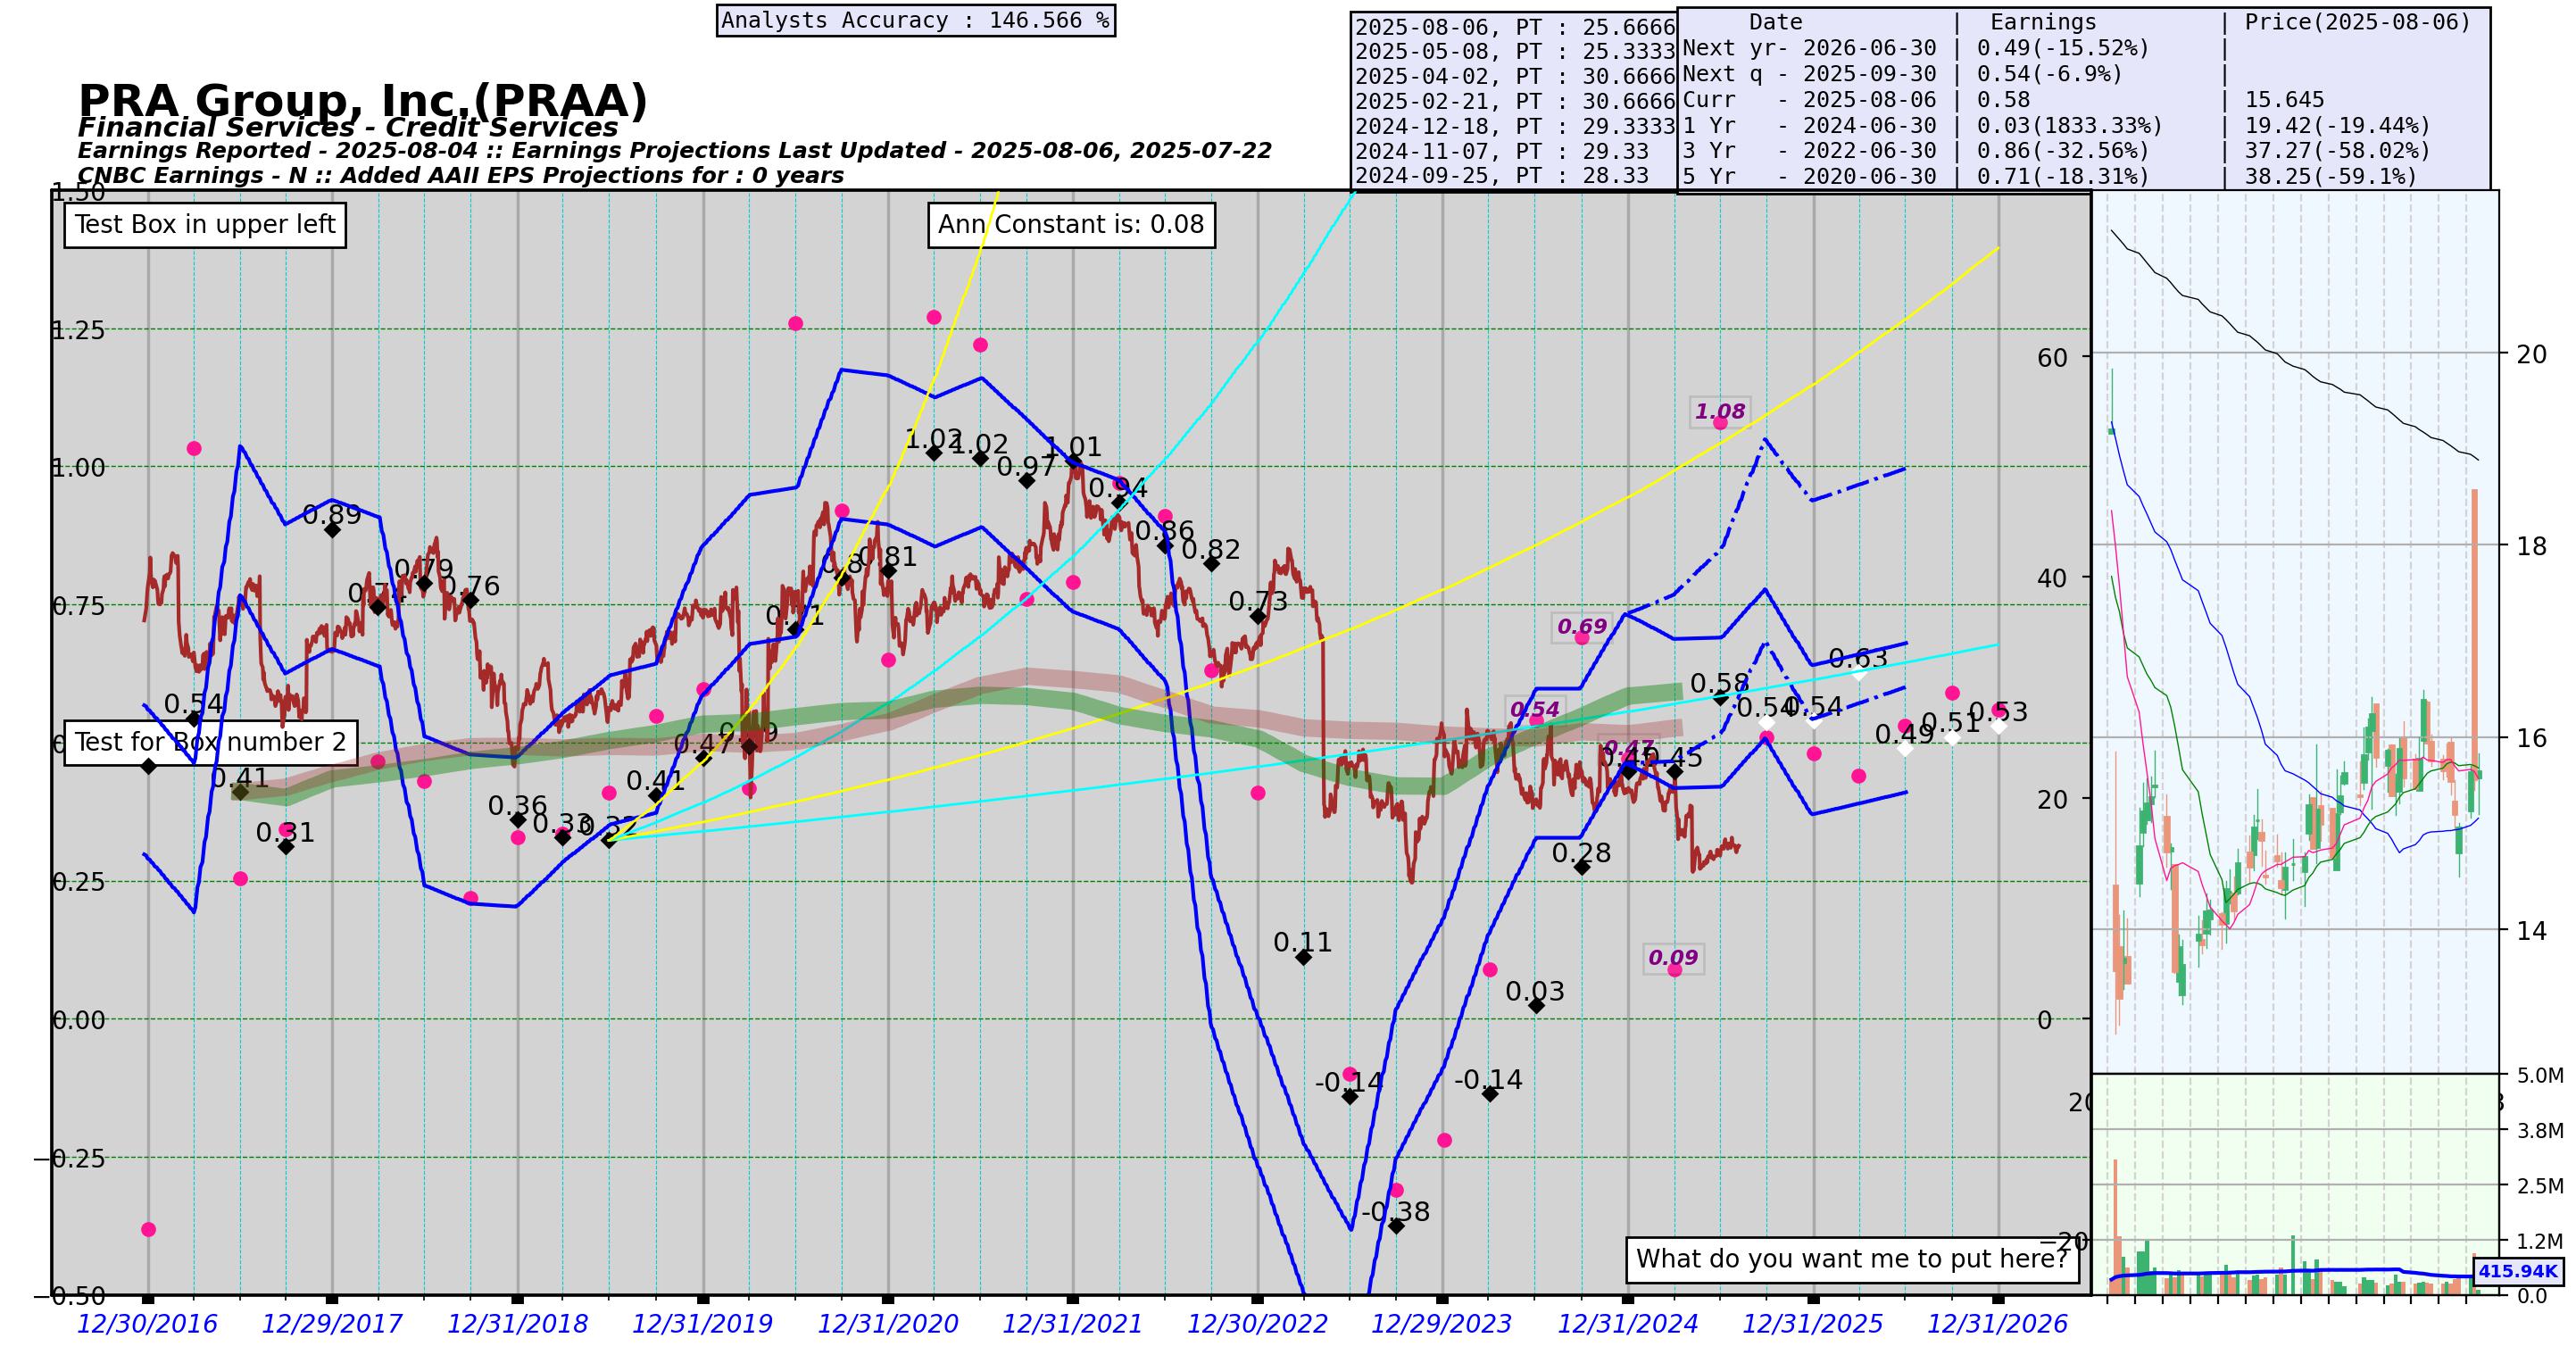 Analysts Accuracy : 146.566 %
2025-08-06, PT : 25.6666
2025-05-08, PT : 25.3333
2025-04-02, PT : 30.6666
2025-02-21, PT : 30.6666
2024-12-18, PT : 29.3333
2024-11-07, PT : 29.33
2024-09-25, PT : 28.33
Date | Earnings | Price(2025-08-06)
Next yr- 2026-06-30 | 0.49(-15.52%) |
Next q - 2025-09-30 | 0.54(-6.9%) |
Curr - 2025-08-06 | 0.58 | 15.645
1 Yr - 2024-06-30 | 0.03(1833.33%) | 19.42(-19.44%)
3 Yr - 2022-06-30 | 0.86(-32.56%) | 37.27(-58.02%)
5 Yr - 2020-06-30 | 0.71(-18.31%) | 38.25(-59.1%)
PRA Group, Inc.(PRAA)
Financial Services - Credit Services
Earnings Reported - 2025-08-04 :: Earnings Projections Last Updated - 2025-08-06, 2025-07-22
CNBC Earnings - N :: Added AAII EPS Projections for : 0 years
Test Box in upper left
Ann Constant is: 0.08
Test for Box number 2
What do you want me to put here?
1.50
1.25
1.00
0.75
0.25
0.00
−0.25
−0.50
0.54
0.41
0.31
0.89
0.79
0.76
0.36
0.33
0.32
0.41
0.47
0.81
1.02
1.02
0.97
1.01
0.94
0.86
0.82
0.73
0.11
-0.14
-0.38
-0.14
0.03
0.28
0.45
0.58
0.54
0.54
0.63
0.49
0.51
0.53
0.54
0.69
0.47
0.09
1.08
60
40
20
0
−20
20
18
16
14
5.0M
3.8M
2.5M
1.2M
0.0
415.94K
12/30/2016
12/29/2017
12/31/2018
12/31/2019
12/31/2020
12/31/2021
12/30/2022
12/29/2023
12/31/2024
12/31/2025
12/31/2026